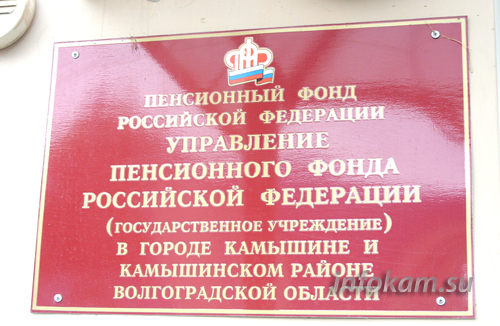 ПЕНСИОННЫЙ ФОНД
РОССИЙСКОЙ ФЕДЕРАЦИИ
УПРАВЛЕНИЕ
ПЕНСИОННОГО ФОНДА
РОССИЙСКОЙ ФЕДЕРАЦИИ
(ГОСУДАРСТВЕННОЕ УЧРЕЖДЕНИЕ)
В ГОРОДЕ КАМЫШИНЕ И
КАМЫШИНСКОМ РАЙОНЕ
ВОЛГОГРАДСКОЙ ОБЛАСТИ
infokam.su